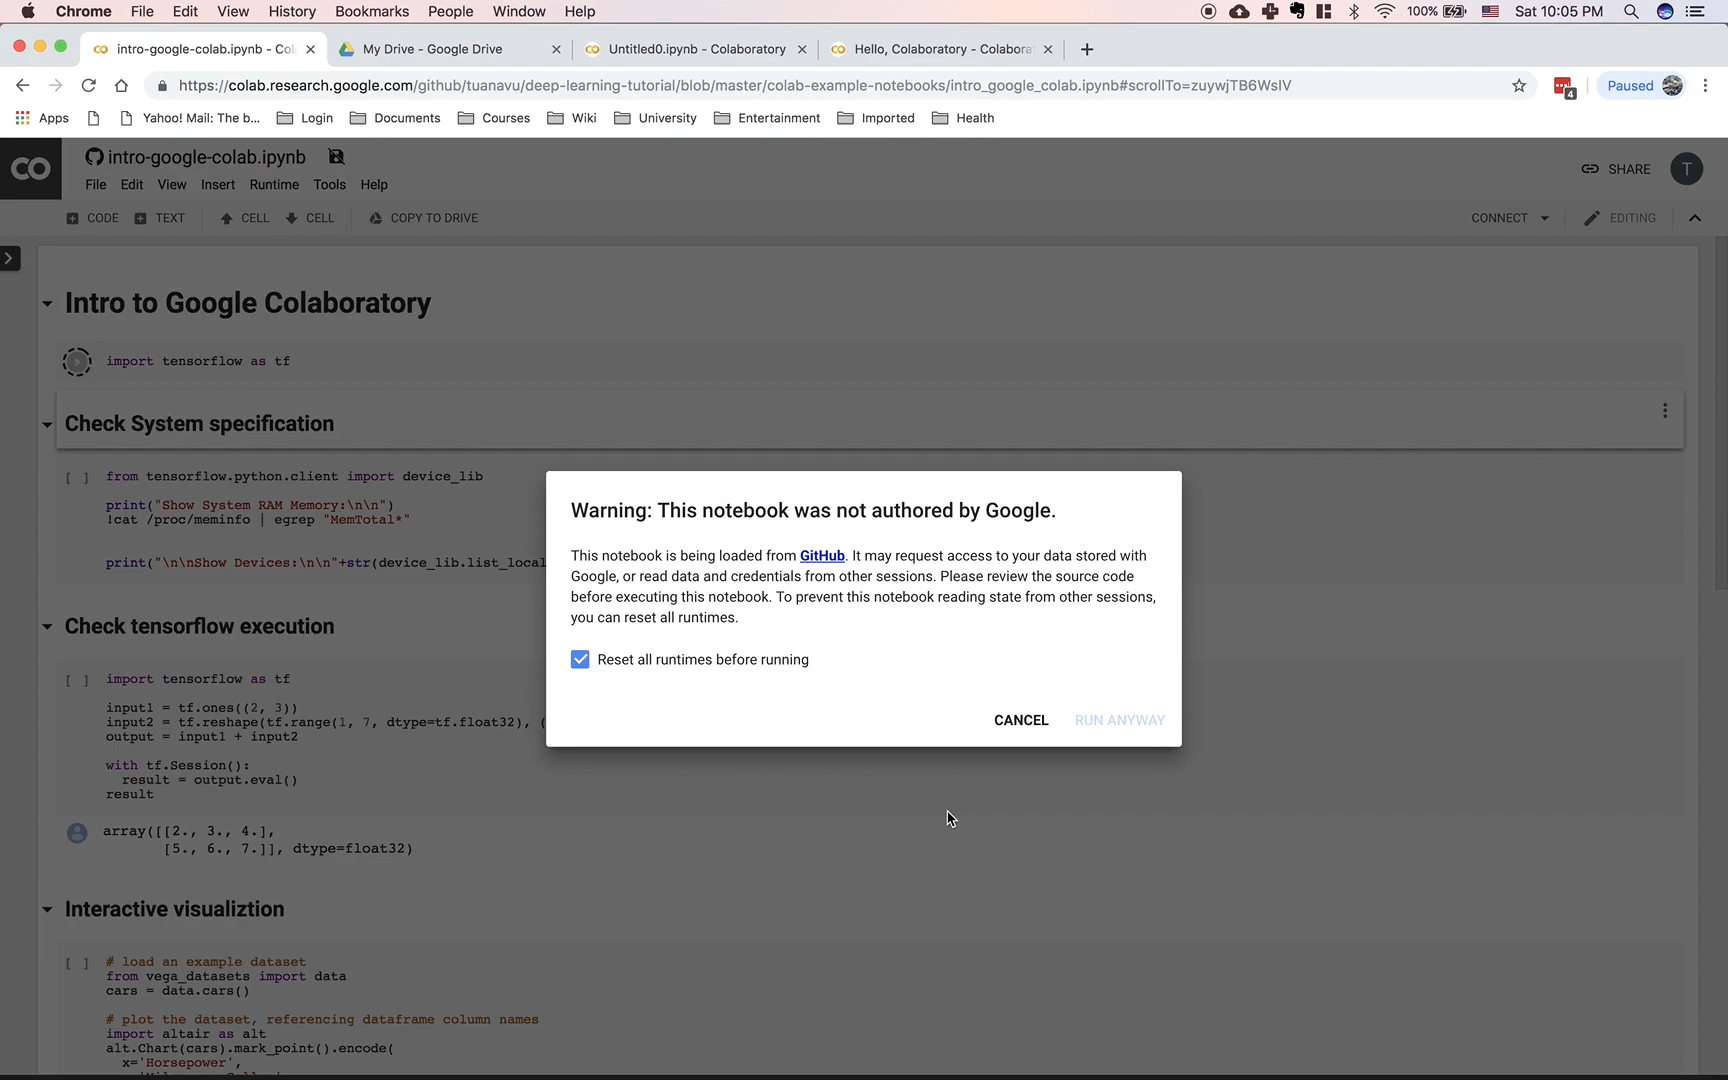 Chrome File Edit View History Bookmarks People Window Help 100% Sat 10:05 PM
intro-google-colab.ipynb - Col My Drive - Google Drive Untitled0.ipynb - Colaboratory Hello, Colaboratory - Colabora
https://colab.research.google.com/github/tuanavu/deep-learning-tutorial/blob/master/colab-example-notebooks/intro_google_colab.ipynb#scrollTo=zuywjTB6WsIV 4 Paused
Apps Yahoo! Mail: The b... Login Documents Courses Wiki University Entertainment Imported Health
CO intro-google-colab.ipynb SHARE T
File Edit View Insert Runtime Tools Help
CODE TEXT CELL CELL COPY TO DRIVE CONNECT EDITING
Intro to Google Colaboratory
import tensorflow as tf
Check System specification
[ ] from tensorflow.python.client import device_lib
print("Show System RAM Memory:\n\n")
!cat /proc/meminfo | egrep "MemTotal*"
print("\n\nShow Devices:\n\n"+str(device_lib.list_local
Warning: This notebook was not authored by Google.
This notebook is being loaded from GitHub. It may request access to your data stored with
Google, or read data and credentials from other sessions. Please review the source code
before executing this notebook. To prevent this notebook reading state from other sessions,
you can reset all runtimes.
Reset all runtimes before running
CANCEL RUN ANYWAY
Check tensorflow execution
[ ] import tensorflow as tf
input1 = tf.ones((2, 3))
input2 = tf.reshape(tf.range(1, 7, dtype=tf.float32), (
output = input1 + input2
with tf.Session():
result = output.eval()
result
array([[2., 3., 4.],
[5., 6., 7.]], dtype=float32)
Interactive visualiztion
[ ] # load an example dataset
from vega_datasets import data
cars = data.cars()
# plot the dataset, referencing dataframe column names
import altair as alt
alt.Chart(cars).mark_point().encode(
x='Horsepower',